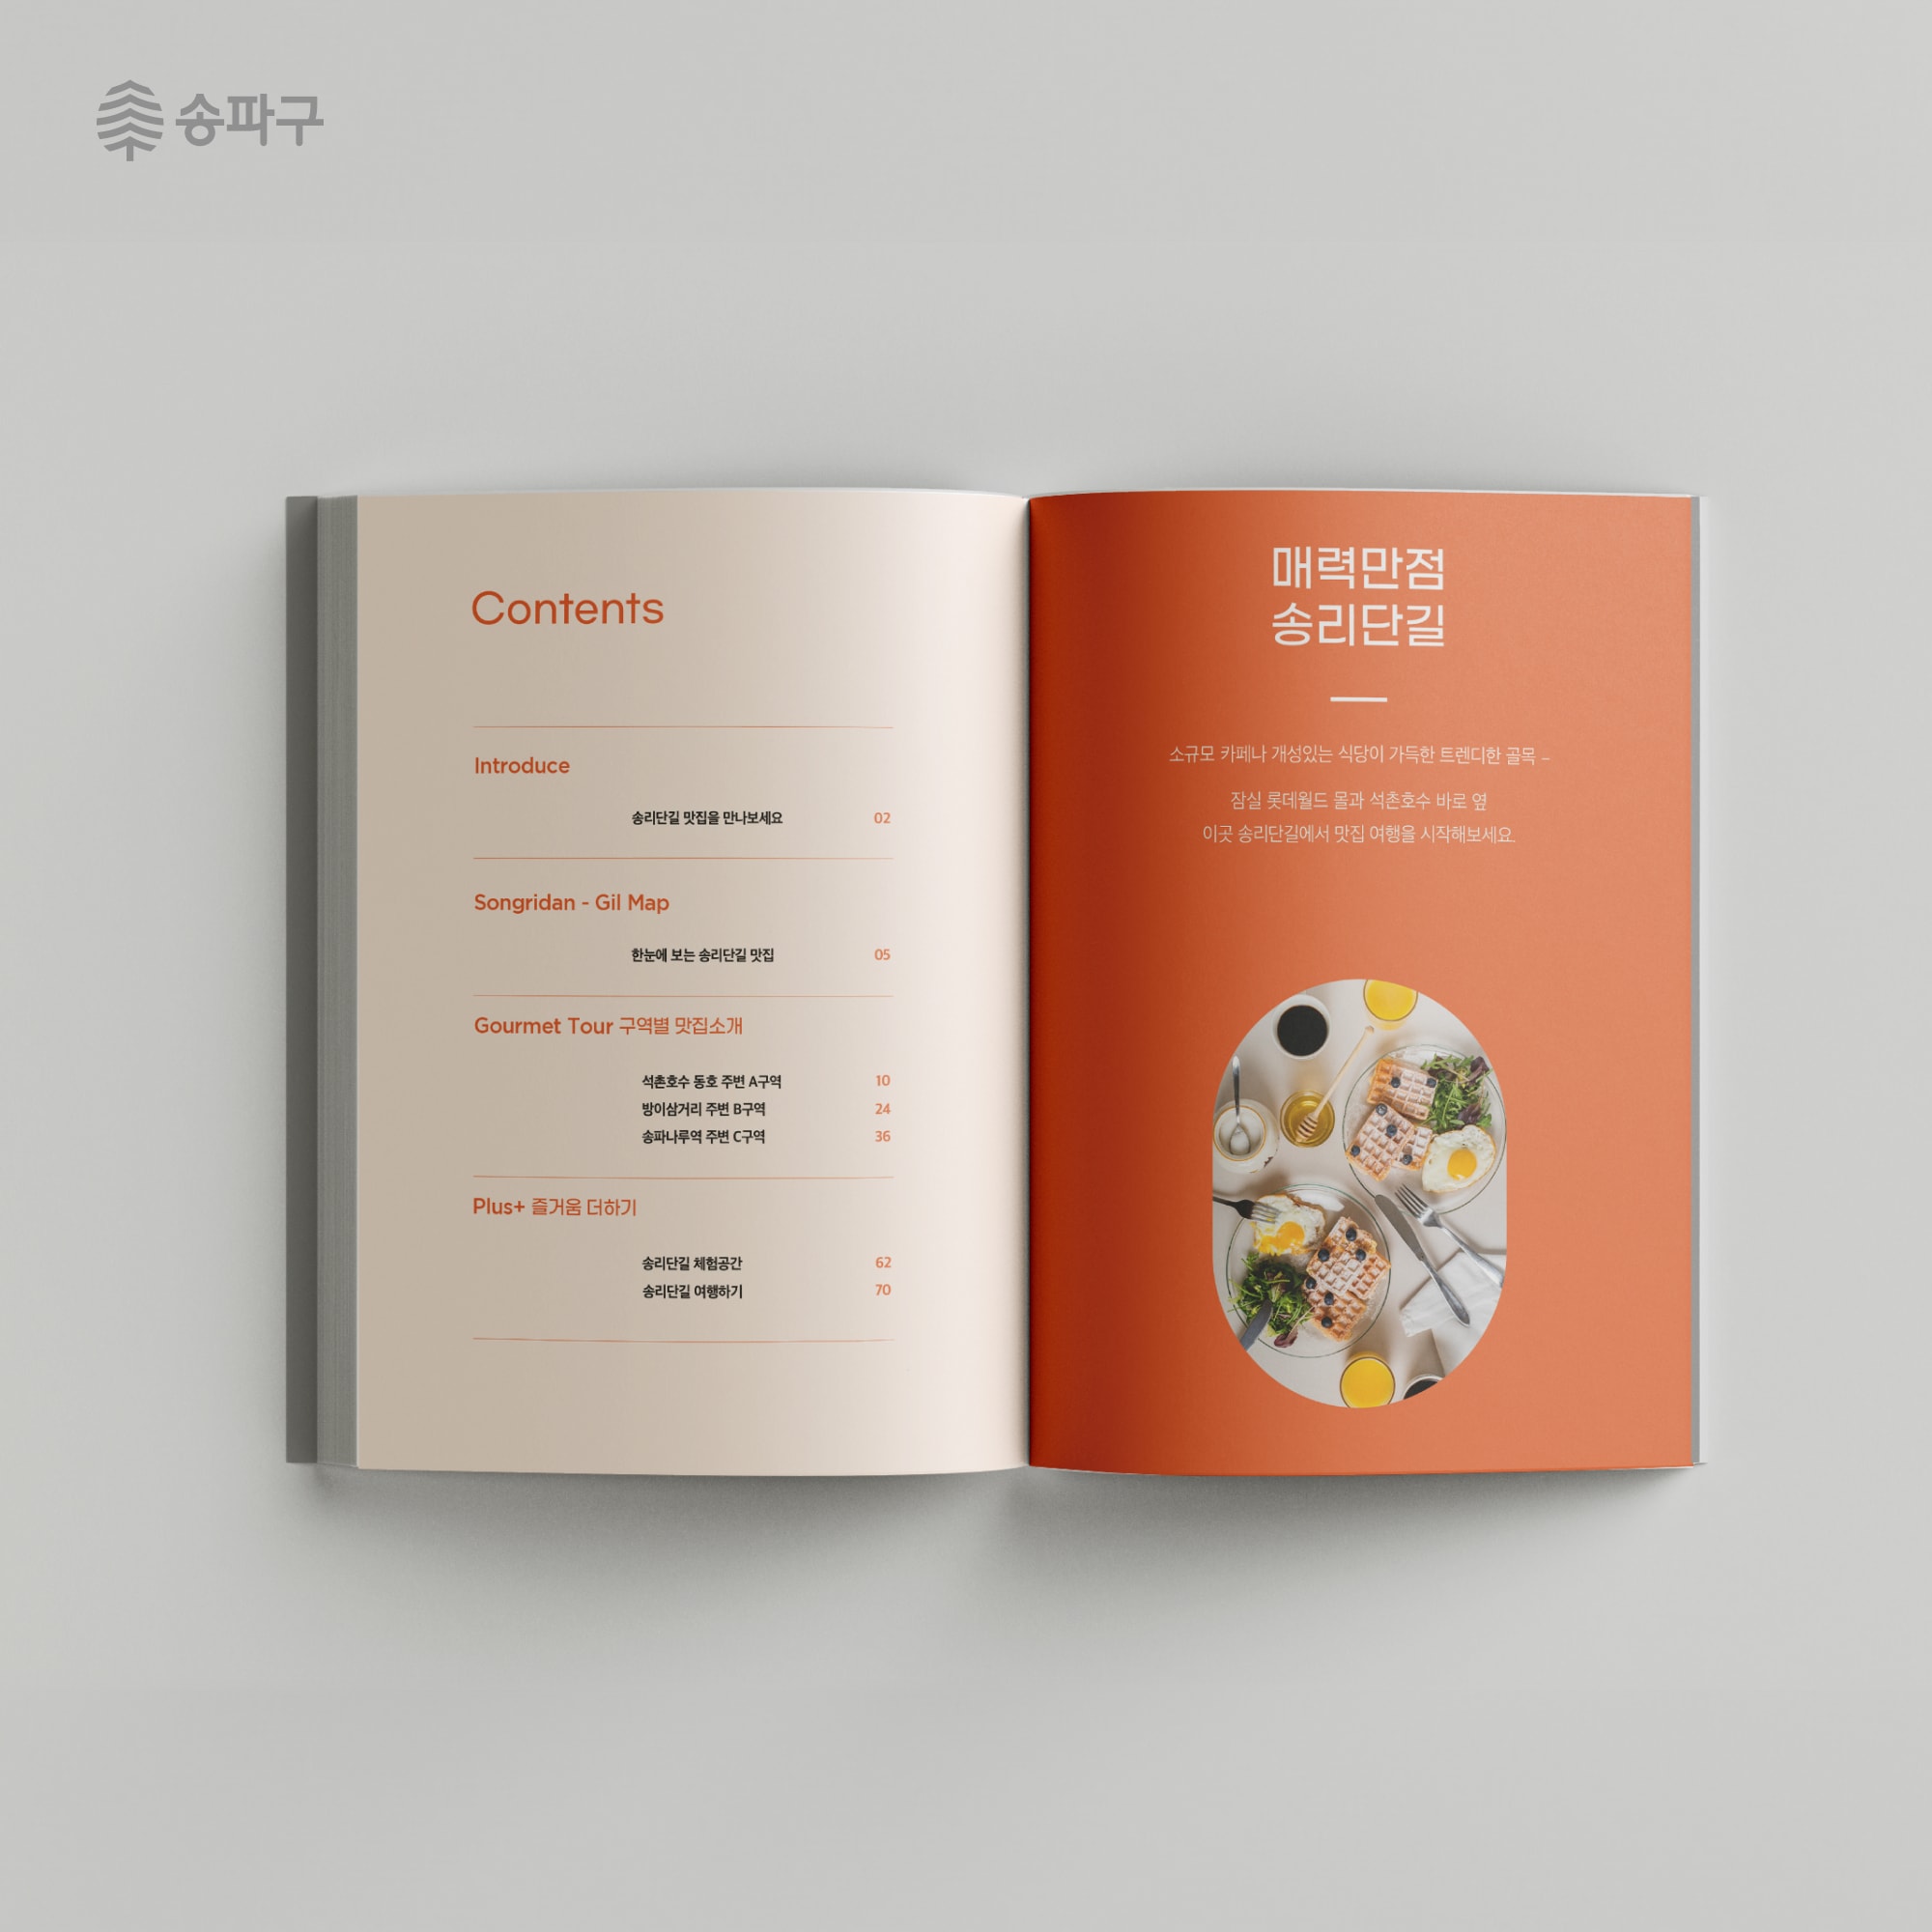 송파구
Contents
Introduce
송리단길 맛집을 만나보세요 02
Songridan - Gil Map
한눈에 보는 송리단길 맛집 05
Gourmet Tour 구역별 맛집소개
석촌호수 동호 주변 A구역 10
방이삼거리 주변 B구역 24
송파나루역 주변 C구역 36
Plus+ 즐거움 더하기
송리단길 체험공간 62
송리단길 여행하기 70
매력만점
송리단길
소규모 카페나 개성있는 식당이 가득한 트렌디한 골목 –
잠실 롯데월드 몰과 석촌호수 바로 옆
이곳 송리단길에서 맛집 여행을 시작해보세요.